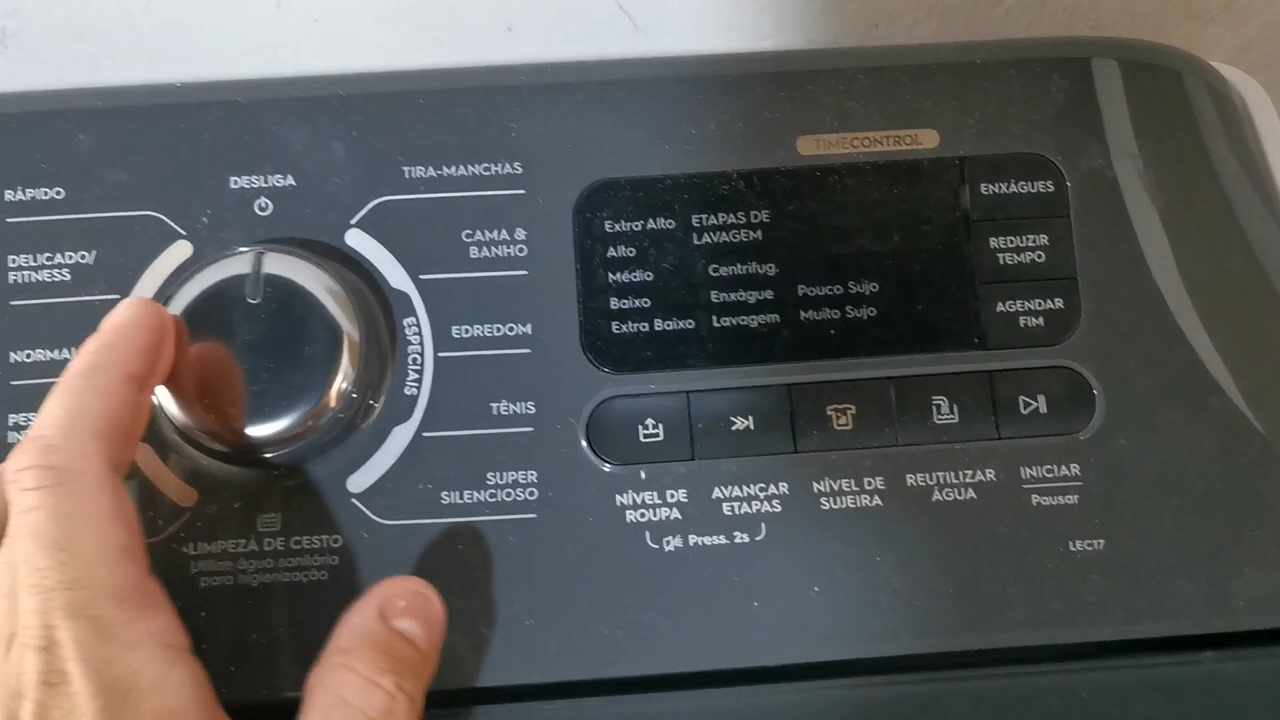 TIMECONTROL
RÁPIDO
DELICADO/
FITNESS
DESLIGA
TIRA-MANCHAS
CAMA &
BANHO
EDREDOM
TÊNIS
SUPER
SILENCIOSO
ESPECIAIS
LIMPEZA DE CESTO
Utilize água sanitária
para higienização
Extra Alto
Alto
Médio
Baixo
Extra Baixo
ETAPAS DE
LAVAGEM
Centrifug.
Enxágue
Lavagem
Pouco Sujo
Muito Sujo
ENXÁGUES
REDUZIR
TEMPO
AGENDAR
FIM
NÍVEL DE
ROUPA
AVANÇAR
ETAPAS
Press. 2s
NÍVEL DE
SUJEIRA
REUTILIZAR
ÁGUA
INICIAR
Pausar
LEC17